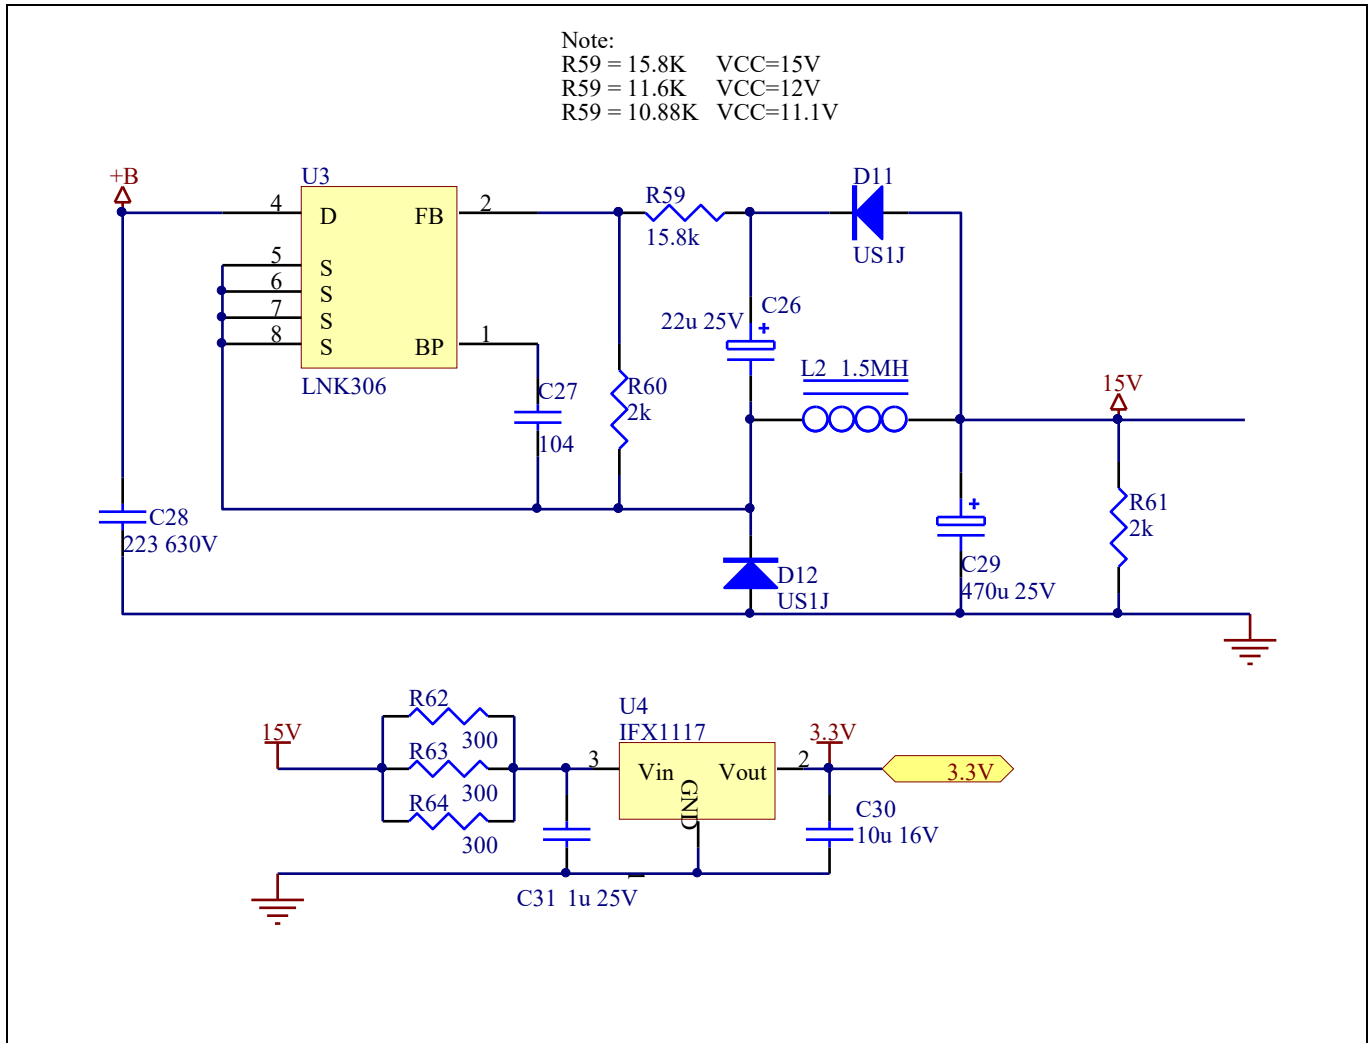 Note:
R59 = 15.8K VCC=15V
R59 = 11.6K VCC=12V
R59 = 10.88K VCC=11.1V
+B
U3
4
D
FB
2
5
S
6
S
7
S
8
S
BP
1
LNK306
R59
15.8k
D11
US1J
C26
22u 25V
L2 1.5MH
15V
C27
104
R60
2k
C28
223 630V
D12
US1J
C29
470u 25V
R61
2k
15V
R62
300
R63
300
R64
300
U4
IFX1117
3
Vin
Vout
GND
2
1
3.3V
3.3V
C30
10u 16V
C31 1u 25V